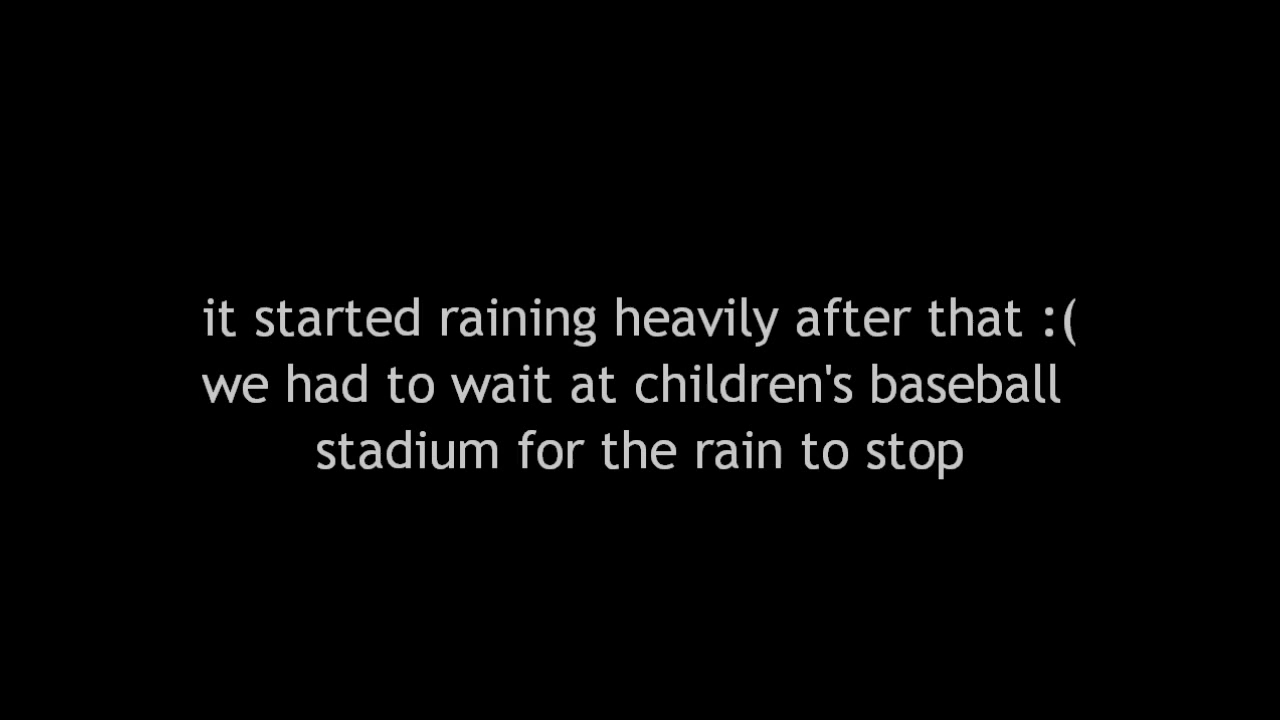 it started raining heavily after that :(
we had to wait at children's baseball
stadium for the rain to stop